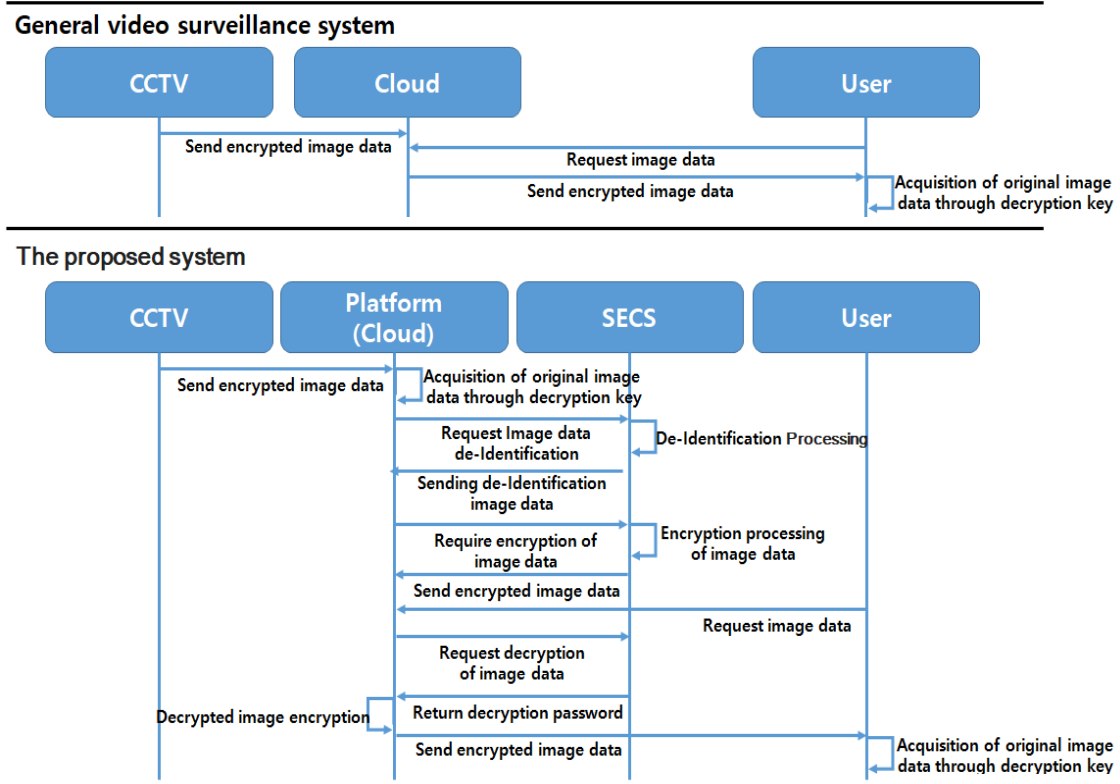 General video surveillance system
CCTV
Cloud
User
Send encrypted image data
Request image data
Send encrypted image data
Acquisition of original image
data through decryption key
The proposed system
CCTV
Platform
(Cloud)
SECS
User
Send encrypted image data
Acquisition of original image
data through decryption key
Request Image data
de-Identification
De-Identification Processing
Sending de-Identification
image data
Require encryption of
image data
Encryption processing
of image data
Send encrypted image data
Request image data
Request decryption
of image data
Decrypted image encryption
Return decryption password
Send encrypted image data
Acquisition of original image
data through decryption key